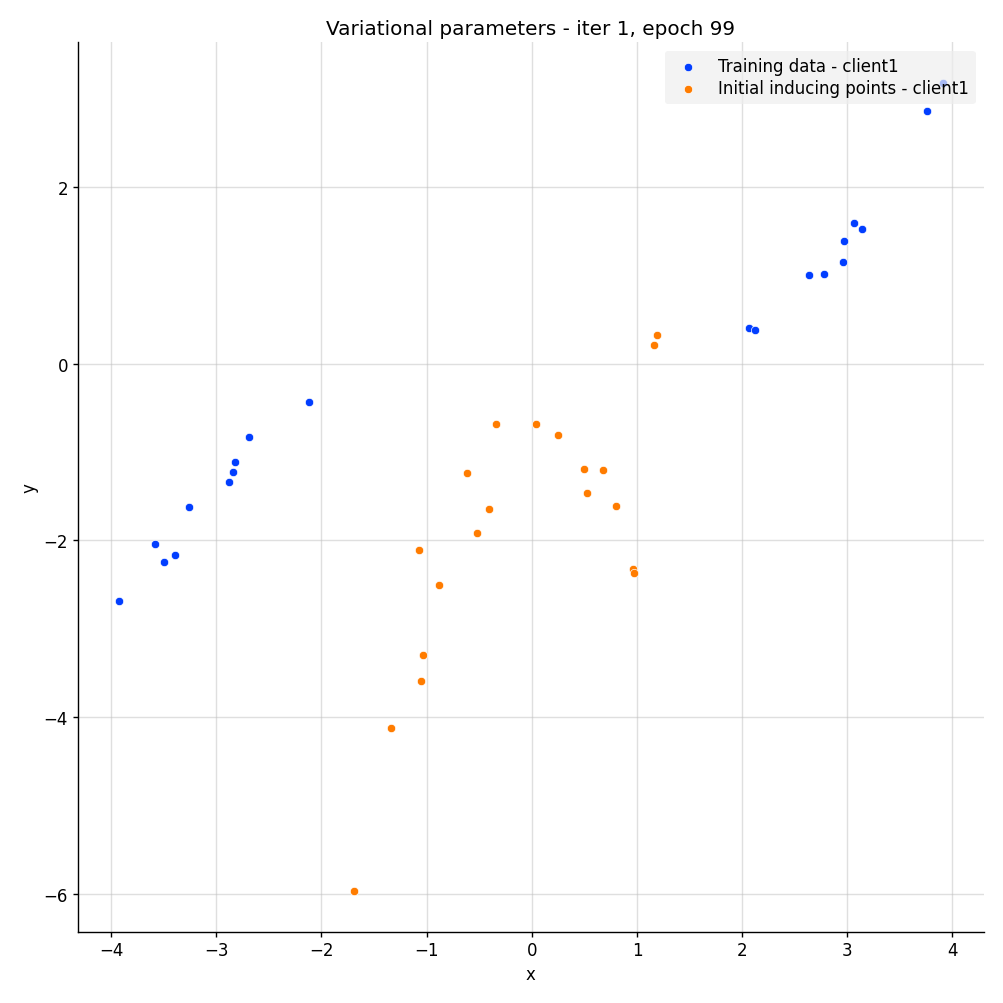 Variational parameters - iter 1, epoch 99
Training data - client1
Initial inducing points - client1
2
0
−2
−4
−6
y
−4 −3 −2 −1 0 1 2 3 4
x